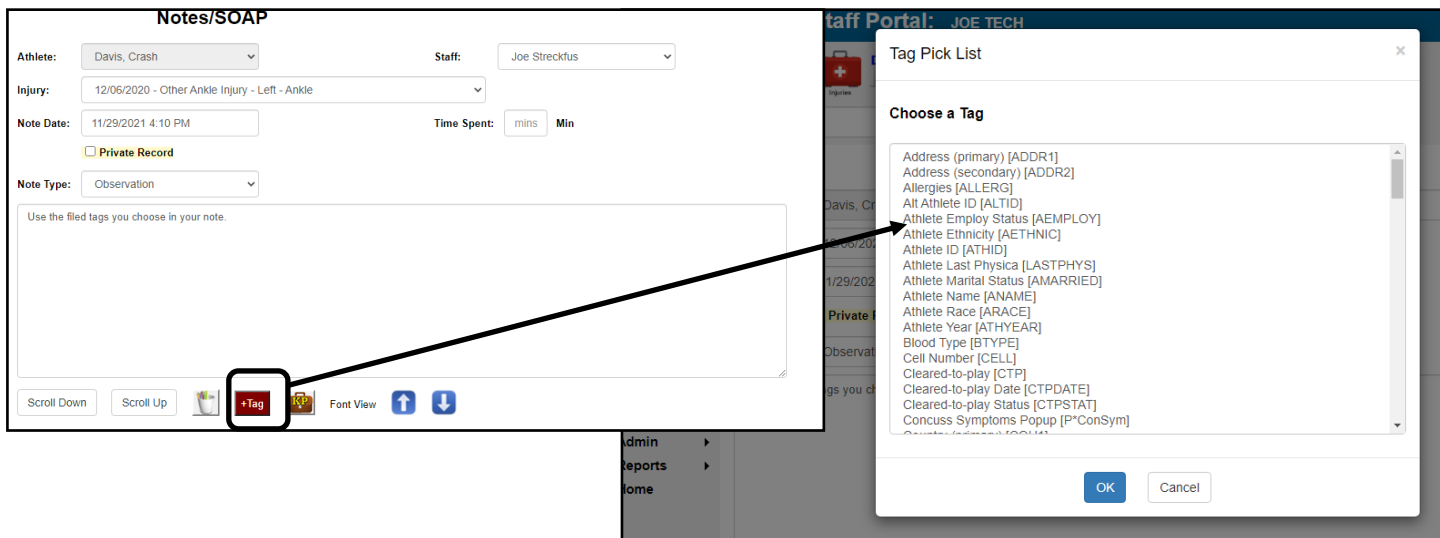 Notes/SOAP
Athlete: Davis, Crash Staff: Joe Streckfus
Injury: 12/06/2020 - Other Ankle Injury - Left - Ankle
Note Date: 11/29/2021 4:10 PM Time Spent: mins Min
Private Record
Note Type: Observation
Use the filed tags you choose in your note.
Scroll Down Scroll Up +Tag KP Font View
taff Portal: JOE TECH
Injuries
Davis, Cr
12/06/202
1/29/202
Private
Observat
gs you ch
Admin
Reports
Home
Tag Pick List ×
Choose a Tag
Address (primary) [ADDR1]
Address (secondary) [ADDR2]
Allergies [ALLERG]
Alt Athlete ID [ALTID]
Athlete Employ Status [AEMPLOY]
Athlete Ethnicity [AETHNIC]
Athlete ID [ATHID]
Athlete Last Physica [LASTPHYS]
Athlete Marital Status [AMARRIED]
Athlete Name [ANAME]
Athlete Race [ARACE]
Athlete Year [ATHYEAR]
Blood Type [BTYPE]
Cell Number [CELL]
Cleared-to-play [CTP]
Cleared-to-play Date [CTPDATE]
Cleared-to-play Status [CTPSTAT]
Concuss Symptoms Popup [P*ConSym]
Country (primary) [COU1]
OK Cancel